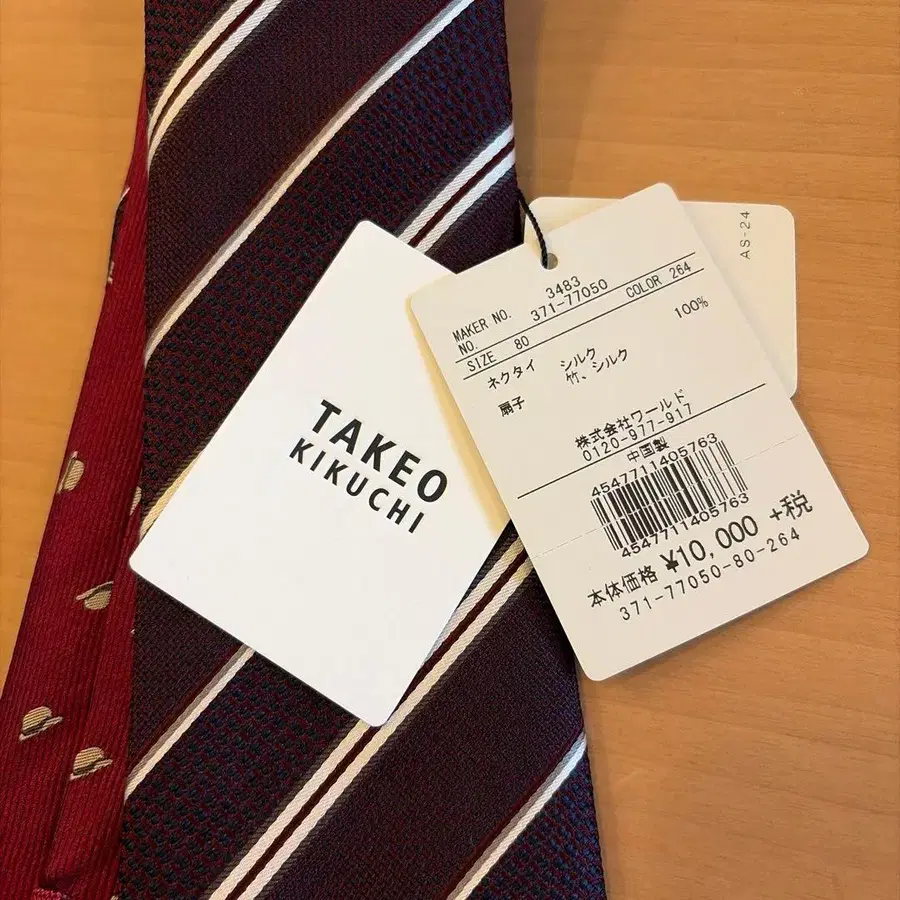 TAKEO
KIKUCHI
AS-24
MAKER NO. 3483
NO. 371-77050 COLOR 264
SIZE 80
ネクタイ シルク 100%
扇子 竹、シルク
株式会社ワールド
0120-977-917
中国製
4547711405763
4547711405763
本体価格 ¥10,000 +税
371-77050-80-264